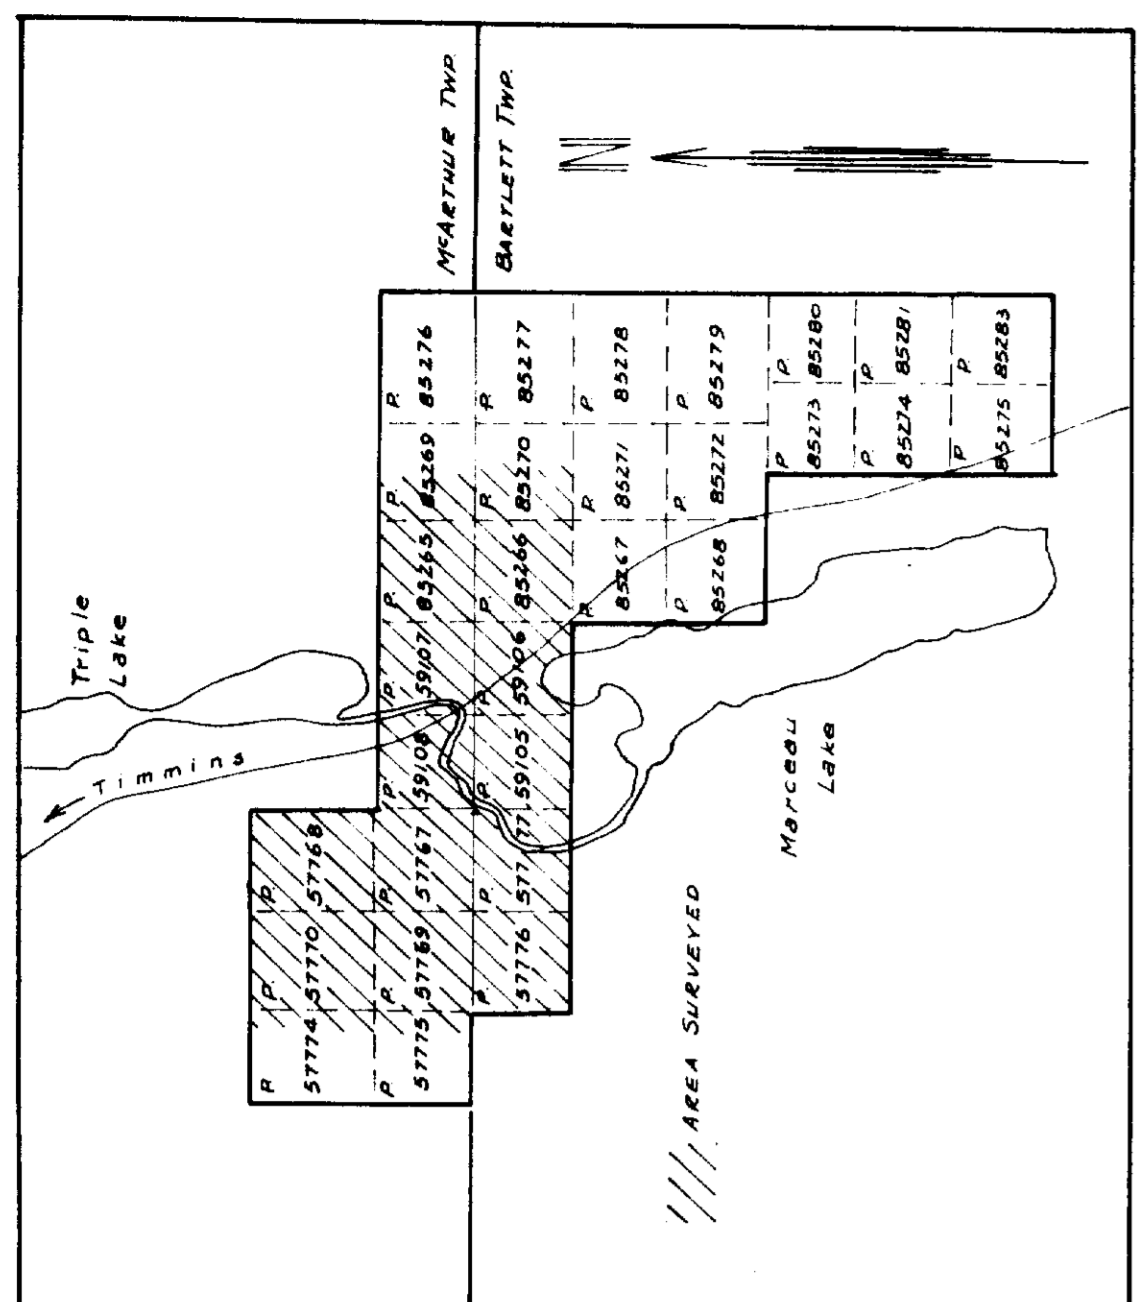 McARTHUR TWP.
BARTLETT TWP.
N
Triple
Lake
Timmins
P. 57774
P. 57770
P. 57768
P. 57775
P. 57769
P. 57767
P. 59108
P. 59107
P. 85265
P. 85269
P. 85276
P. 57776
P. 57777
P. 59105
P. 59106
P. 85266
P. 85270
P. 85277
P. 85267
P. 85271
P. 85278
P. 85268
P. 85272
P. 85279
P. 85273
P. 85280
P. 85274
P. 85281
P. 85275
P. 85283
Marceau
Lake
AREA SURVEYED